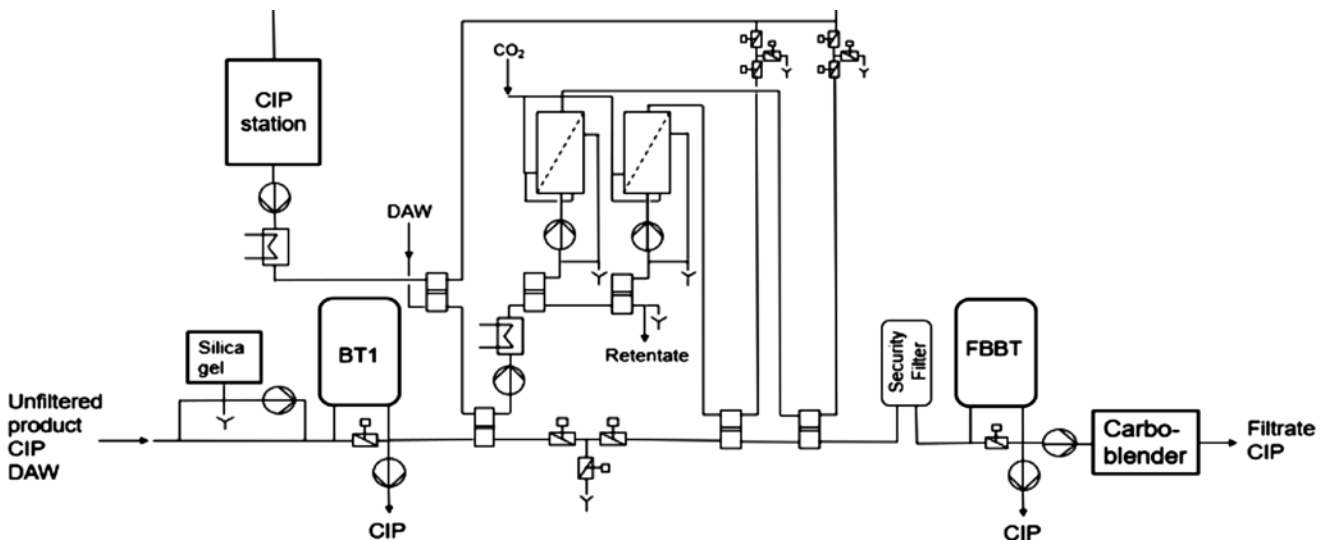 CO₂
CIP
station
DAW
Silica
gel
BT1
Retentate
Security
Filter
FBBT
Unfiltered
product
CIP
DAW
Carbo-
blender
Filtrate
CIP
CIP
CIP